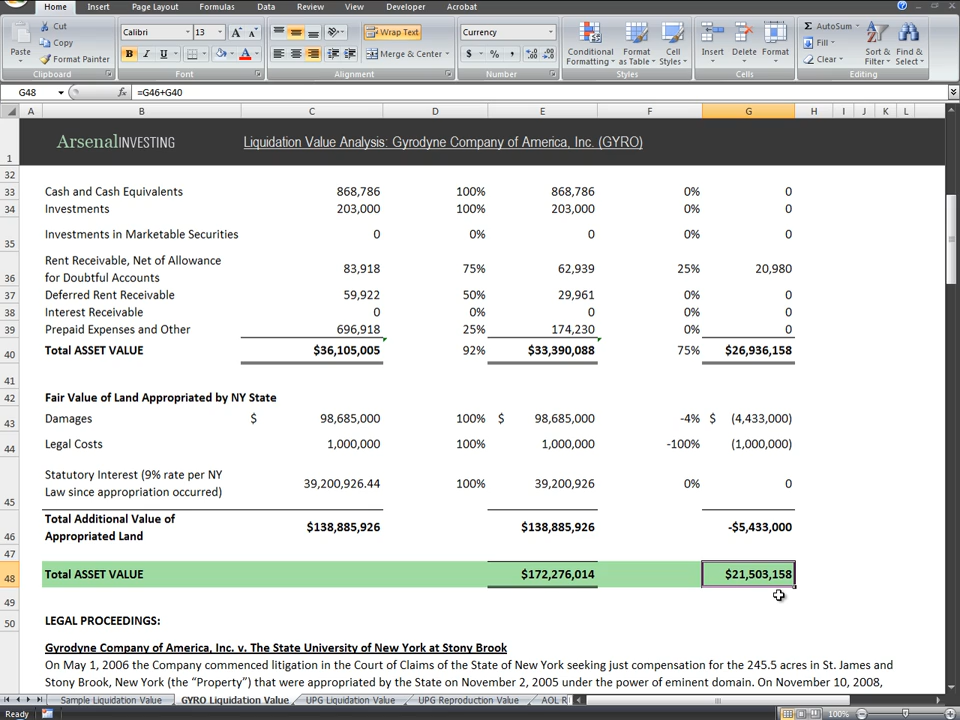 Home Insert Page Layout Formulas Data Review View Developer Acrobat
Paste Cut Copy Format Painter Clipboard
Calibri 13 A A B I U A Font
Wrap Text Merge & Center Alignment
Currency $ % , Number
Conditional Formatting Format as Table Cell Styles Styles
Insert Delete Format Cells
Σ AutoSum Fill Clear Sort & Filter Find & Select Editing
G48 fx =G46+G40
A B C D E F G H I J K L
1 ArsenalINVESTING Liquidation Value Analysis: Gyrodyne Company of America, Inc. (GYRO)
32
33 Cash and Cash Equivalents 868,786 100% 868,786 0% 0
34 Investments 203,000 100% 203,000 0% 0
35 Investments in Marketable Securities 0 0% 0 0% 0
Rent Receivable, Net of Allowance
36 for Doubtful Accounts 83,918 75% 62,939 25% 20,980
37 Deferred Rent Receivable 59,922 50% 29,961 0% 0
38 Interest Receivable 0 0% 0 0% 0
39 Prepaid Expenses and Other 696,918 25% 174,230 0% 0
40 Total ASSET VALUE $36,105,005 92% $33,390,088 75% $26,936,158
41
42 Fair Value of Land Appropriated by NY State
43 Damages $ 98,685,000 100% $ 98,685,000 -4% $ (4,433,000)
44 Legal Costs 1,000,000 100% 1,000,000 -100% (1,000,000)
Statutory Interest (9% rate per NY
45 Law since appropriation occurred) 39,200,926.44 100% 39,200,926 0% 0
Total Additional Value of
46 Appropriated Land $138,885,926 $138,885,926 -$5,433,000
47
48 Total ASSET VALUE $172,276,014 $21,503,158
49
50 LEGAL PROCEEDINGS:
Gyrodyne Company of America, Inc. v. The State University of New York at Stony Brook
On May 1, 2006 the Company commenced litigation in the Court of Claims of the State of New York seeking just compensation for the 245.5 acres in St. James and
Stony Brook, New York (the “Property”) that were appropriated by the State on November 2, 2005 under the power of eminent domain. On November 10, 2008,
Sample Liquidation Value GYRO Liquidation Value UPG Liquidation Value UPG Reproduction Value AOL R
Ready 100%